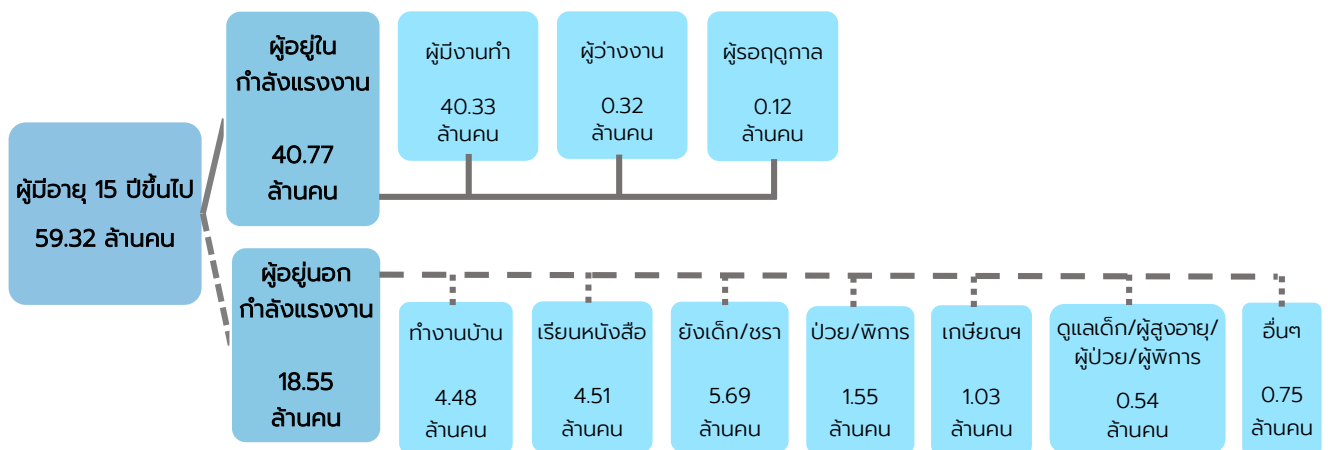 ผู้มีอายุ 15 ปีขึ้นไป
59.32 ล้านคน
ผู้อยู่ใน
กำลังแรงงาน
40.77
ล้านคน
ผู้มีงานทำ
40.33
ล้านคน
ผู้ว่างงาน
0.32
ล้านคน
ผู้รอฤดูกาล
0.12
ล้านคน
ผู้อยู่นอก
กำลังแรงงาน
18.55
ล้านคน
ทำงานบ้าน
4.48
ล้านคน
เรียนหนังสือ
4.51
ล้านคน
ยังเด็ก/ชรา
5.69
ล้านคน
ป่วย/พิการ
1.55
ล้านคน
เกษียณฯ
1.03
ล้านคน
ดูแลเด็ก/ผู้สูงอายุ/
ผู้ป่วย/ผู้พิการ
0.54
ล้านคน
อื่นๆ
0.75
ล้านคน